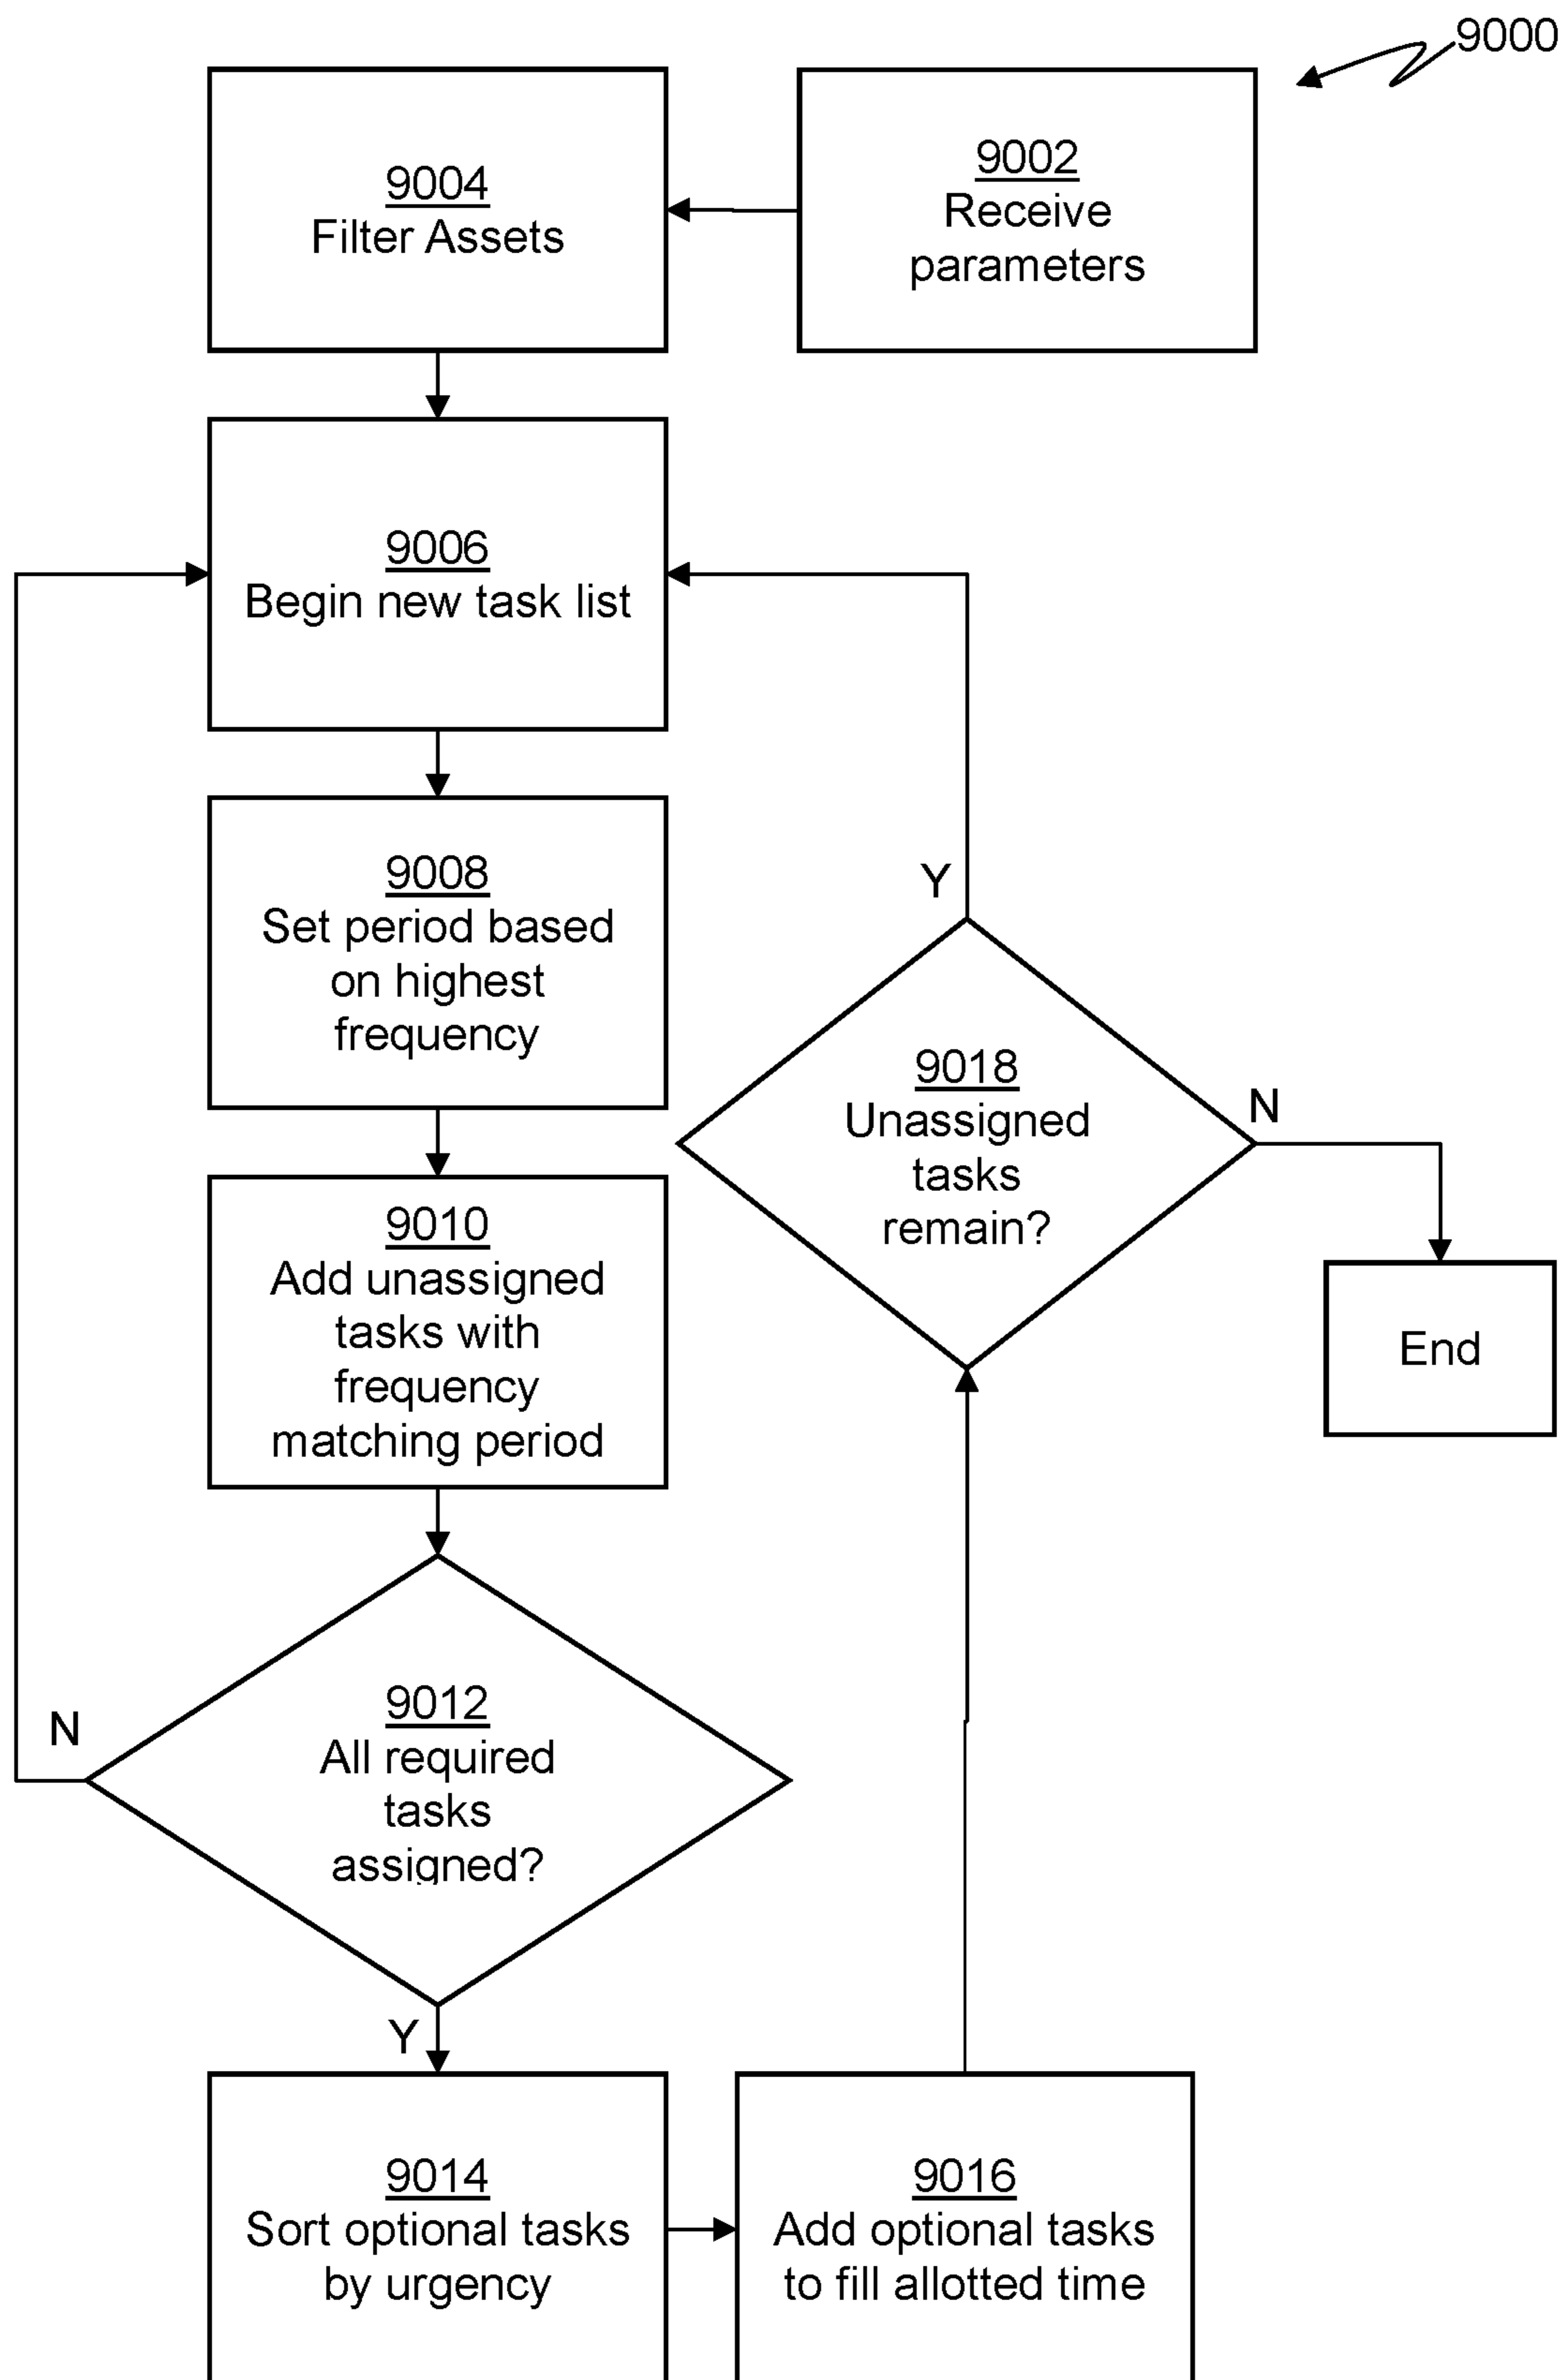 9000
9002
Receive
parameters
9004
Filter Assets
9006
Begin new task list
9008
Set period based
on highest
frequency
9010
Add unassigned
tasks with
frequency
matching period
9012
All required
tasks
assigned?
N
Y
9014
Sort optional tasks
by urgency
9016
Add optional tasks
to fill allotted time
9018
Unassigned
tasks
remain?
Y
N
End